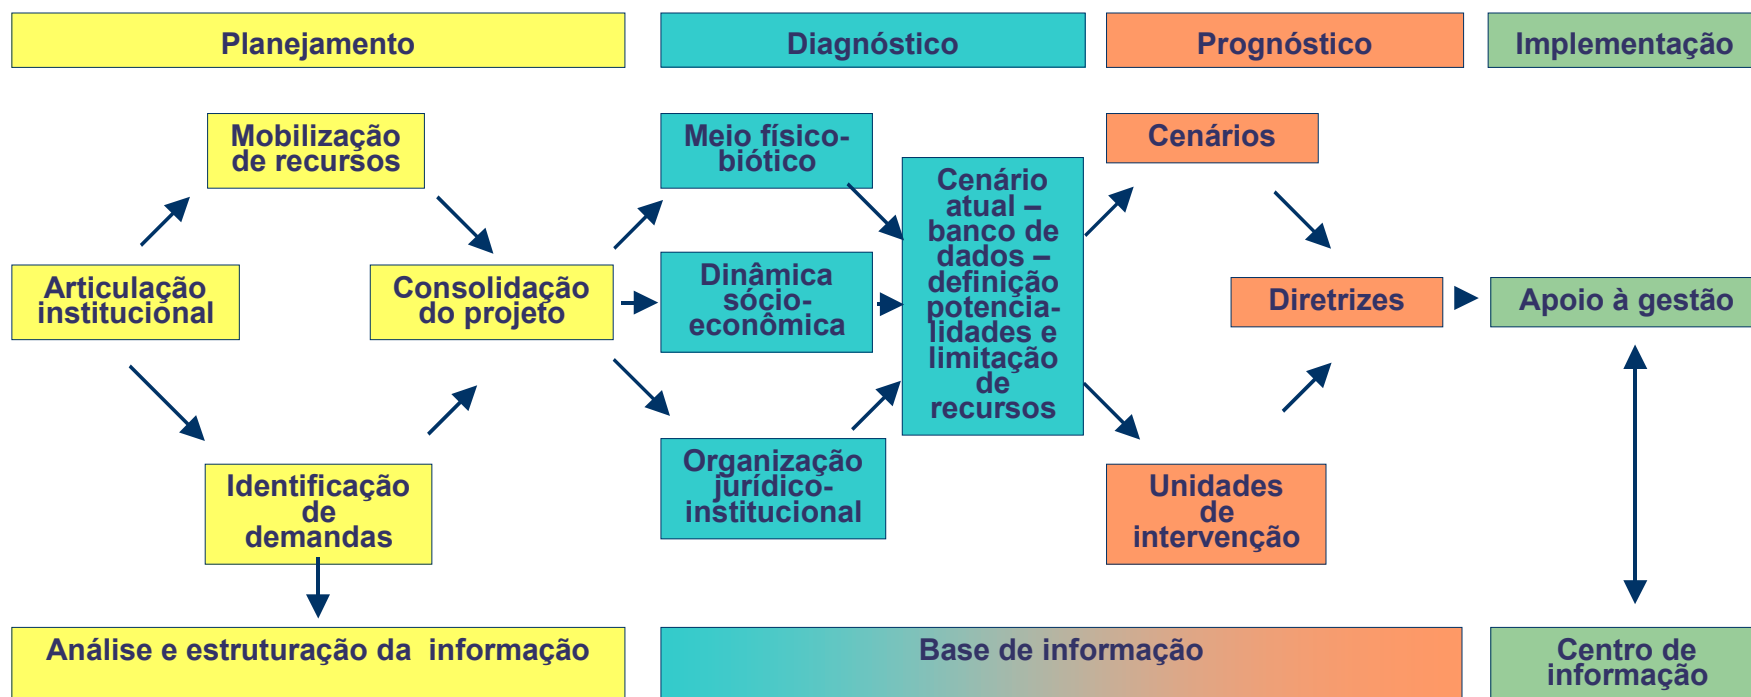 Planejamento
Diagnóstico
Prognóstico
Implementação
Mobilização
de recursos
Articulação
institucional
Consolidação
do projeto
Identificação
de
demandas
Meio físico-
biótico
Dinâmica
sócio-
econômica
Organização
jurídico-
institucional
Cenário
atual –
banco de
dados –
definição
potencia-
lidades e
limitação
de
recursos
Cenários
Diretrizes
Unidades
de
intervenção
Apoio à gestão
Análise e estruturação da  informação
Base de informação
Centro de
informação